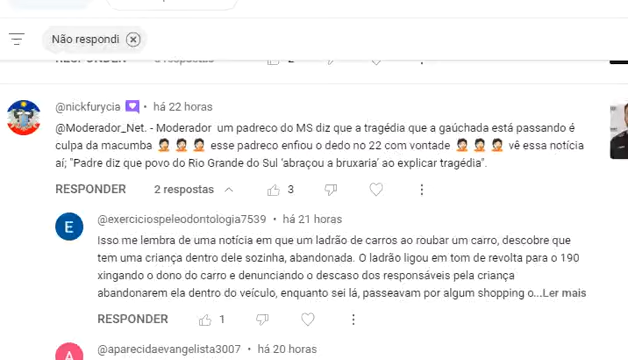 Não respondi
RESPONDER 2
@nickfurycia • há 22 horas
@Moderador_Net. - Moderador um padreco do MS diz que a tragédia que a gaúchada está passando é
culpa da macumba 🤦🏻 🤦🏻 🤦🏻 esse padreco enfiou o dedo no 22 com vontade 🤦🏻 🤦🏻 🤦🏻 vê essa notícia
aí; "Padre diz que povo do Rio Grande do Sul 'abraçou a bruxaria' ao explicar tragédia".
RESPONDER 2 respostas 3
E @exerciciospeleodontologia7539 • há 21 horas
Isso me lembra de uma notícia em que um ladrão de carros ao roubar um carro, descobre que
tem uma criança dentro dele sozinha, abandonada. O ladrão ligou em tom de revolta para o 190
xingando o dono do carro e denunciando o descaso dos responsáveis pela criança
abandonarem ela dentro do veículo, enquanto sei lá, passeavam por algum shopping o...Ler mais
RESPONDER 1
A @aparecidaevangelista3007 • há 20 horas